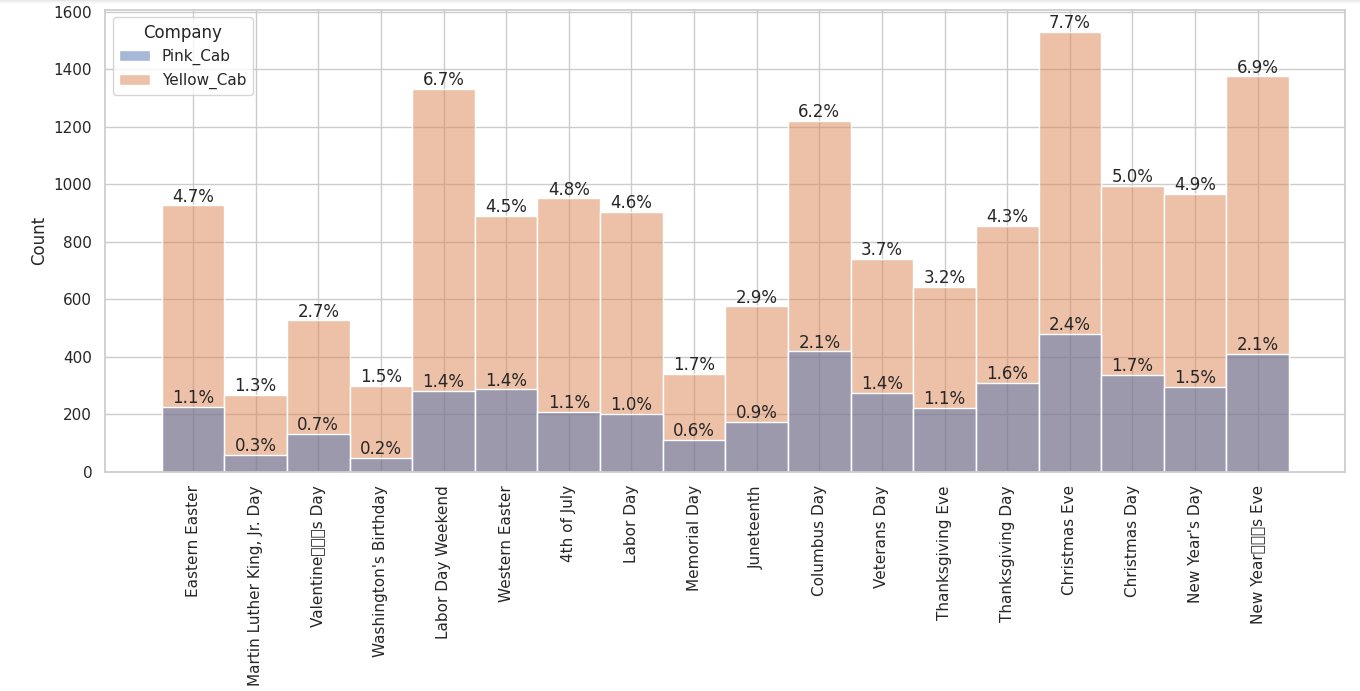 1600
1400
1200
1000
800
600
400
200
0
Count
Company
Pink_Cab
Yellow_Cab
4.7%
1.1%
1.3%
0.3%
2.7%
0.7%
1.5%
0.2%
6.7%
1.4%
4.5%
1.4%
4.8%
1.1%
4.6%
1.0%
1.7%
0.6%
2.9%
0.9%
6.2%
2.1%
3.7%
1.4%
3.2%
1.1%
4.3%
1.6%
7.7%
2.4%
5.0%
1.7%
4.9%
1.5%
6.9%
2.1%
Eastern Easter
Martin Luther King, Jr. Day
Valentine▯▯▯s Day
Washington's Birthday
Labor Day Weekend
Western Easter
4th of July
Labor Day
Memorial Day
Juneteenth
Columbus Day
Veterans Day
Thanksgiving Eve
Thanksgiving Day
Christmas Eve
Christmas Day
New Year's Day
New Year▯▯▯s Eve